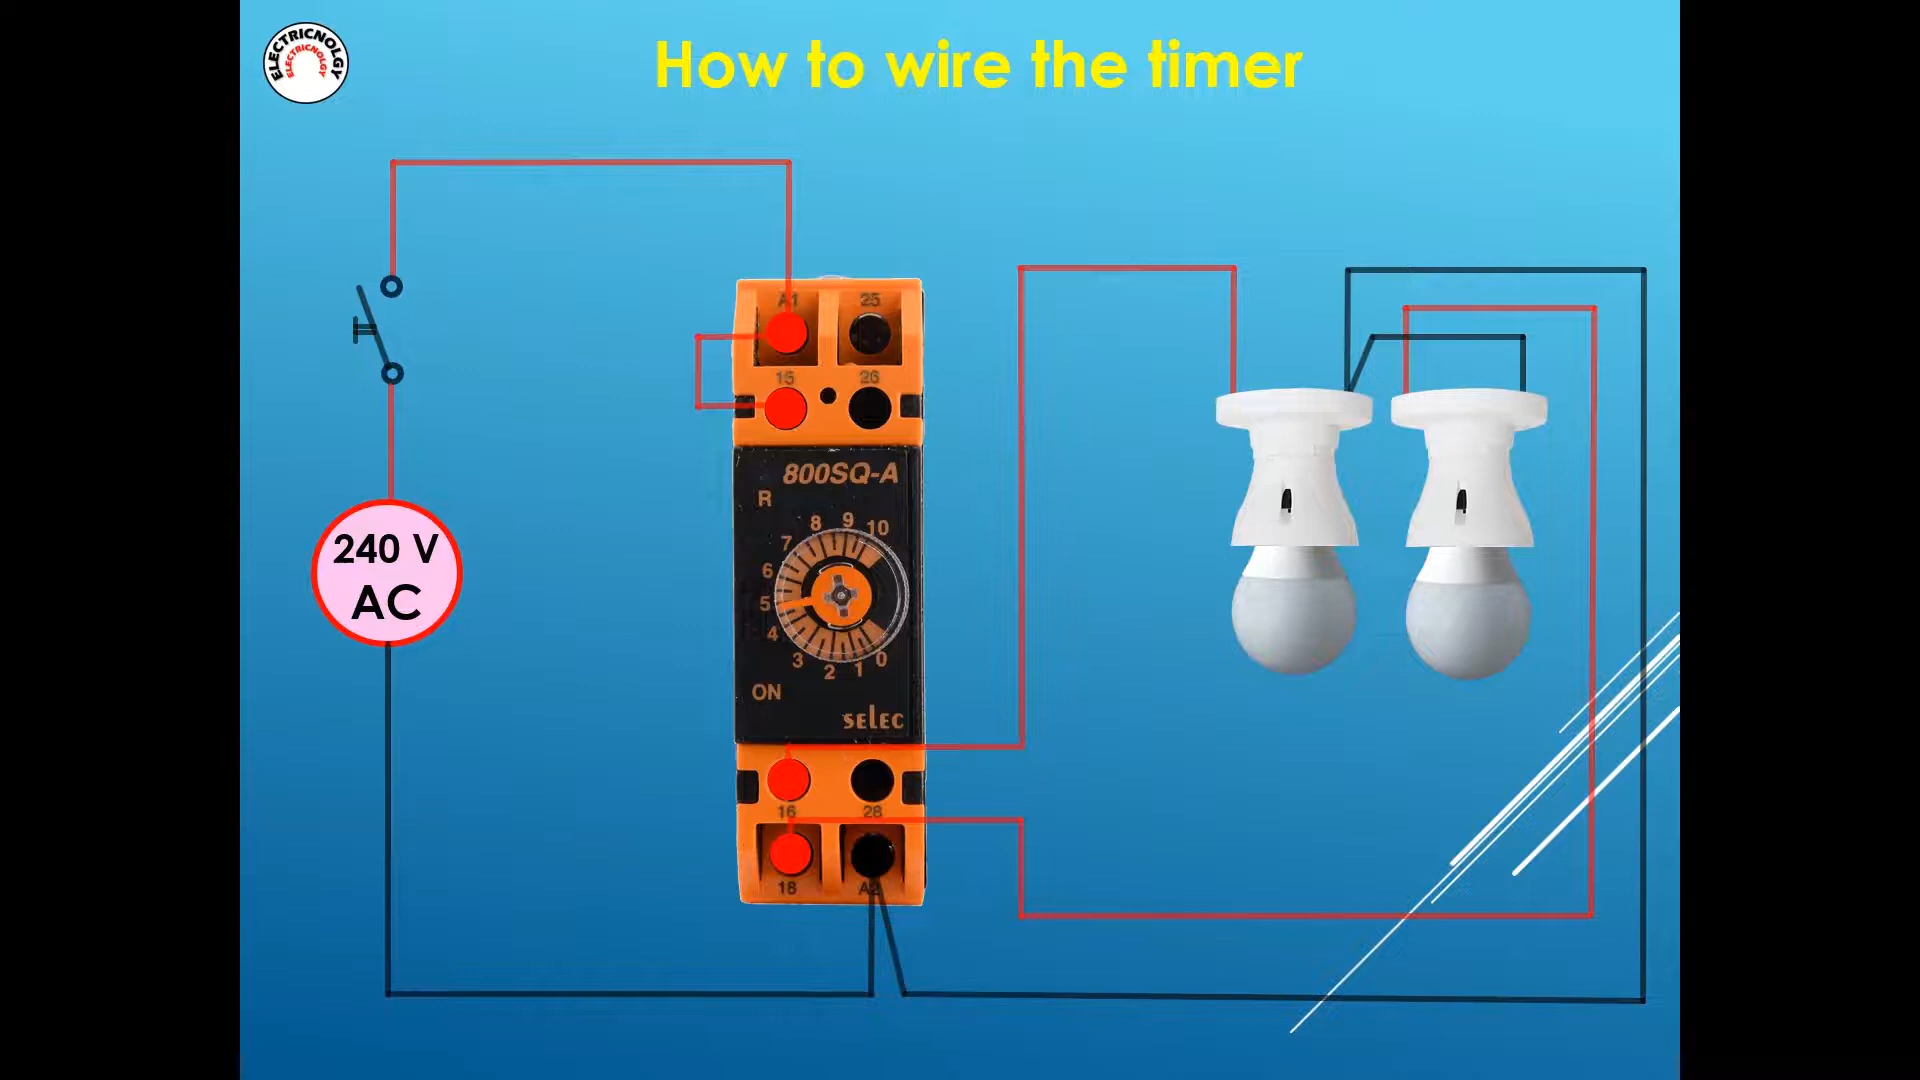 ELECTRICNOLGY
ELECTRICNOLGY
How to wire the timer
A1
25
15
26
240 V
AC
800SQ-A
R
8 9 10
7
6
5
4
3 2 1 0
ON
SELEC
16
28
18
A2